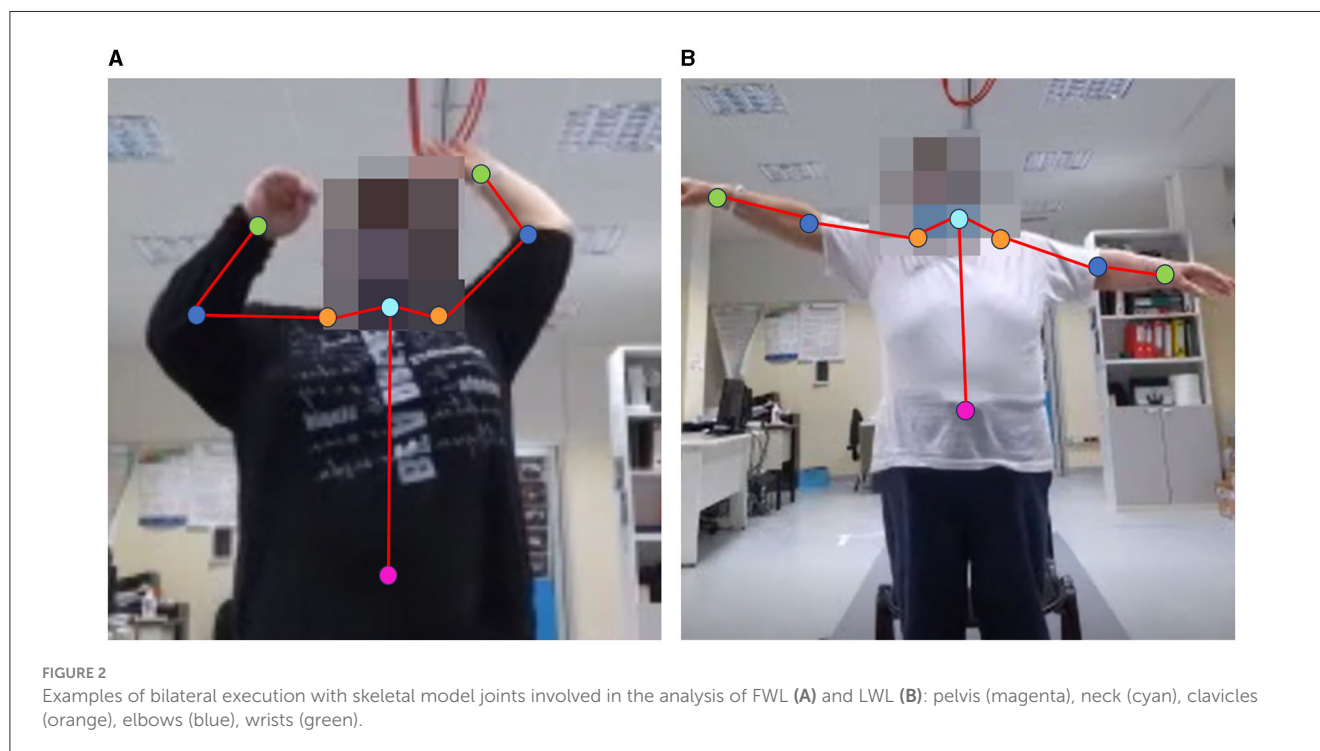 A
B
FIGURE 2
Examples of bilateral execution with skeletal model joints involved in the analysis of FWL (A) and LWL (B): pelvis (magenta), neck (cyan), clavicles
(orange), elbows (blue), wrists (green).